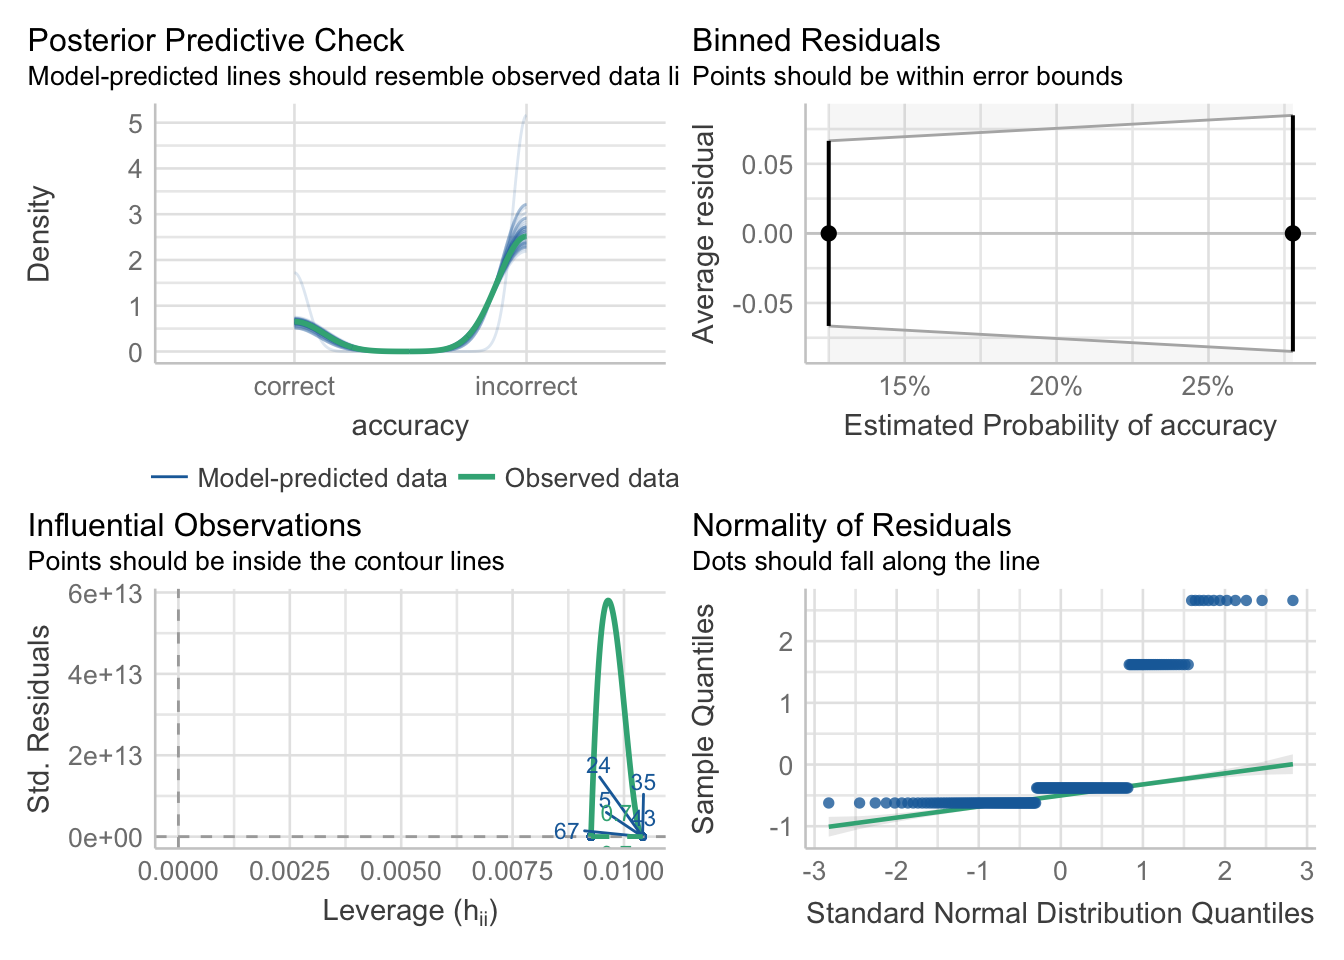 Posterior Predictive Check
Model-predicted lines should resemble observed data li
5
4
3
2
1
0
Density
correct
incorrect
accuracy
Model-predicted data
Observed data
Binned Residuals
Points should be within error bounds
0.05
0.00
-0.05
Average residual
15%
20%
25%
Estimated Probability of accuracy
Influential Observations
Points should be inside the contour lines
6e+13
4e+13
2e+13
0e+00
Std. Residuals
24
35
5
43
67
0.0000
0.0025
0.0050
0.0075
0.0100
Leverage (hii)
Normality of Residuals
Dots should fall along the line
2
1
0
-1
Sample Quantiles
-3
-2
-1
0
1
2
3
Standard Normal Distribution Quantiles